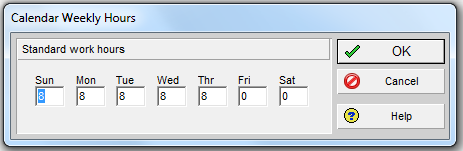 Calendar Weekly Hours
Standard work hours
Sun Mon Tue Wed Thr Fri Sat
8 8 8 8 8 0 0
OK
Cancel
Help